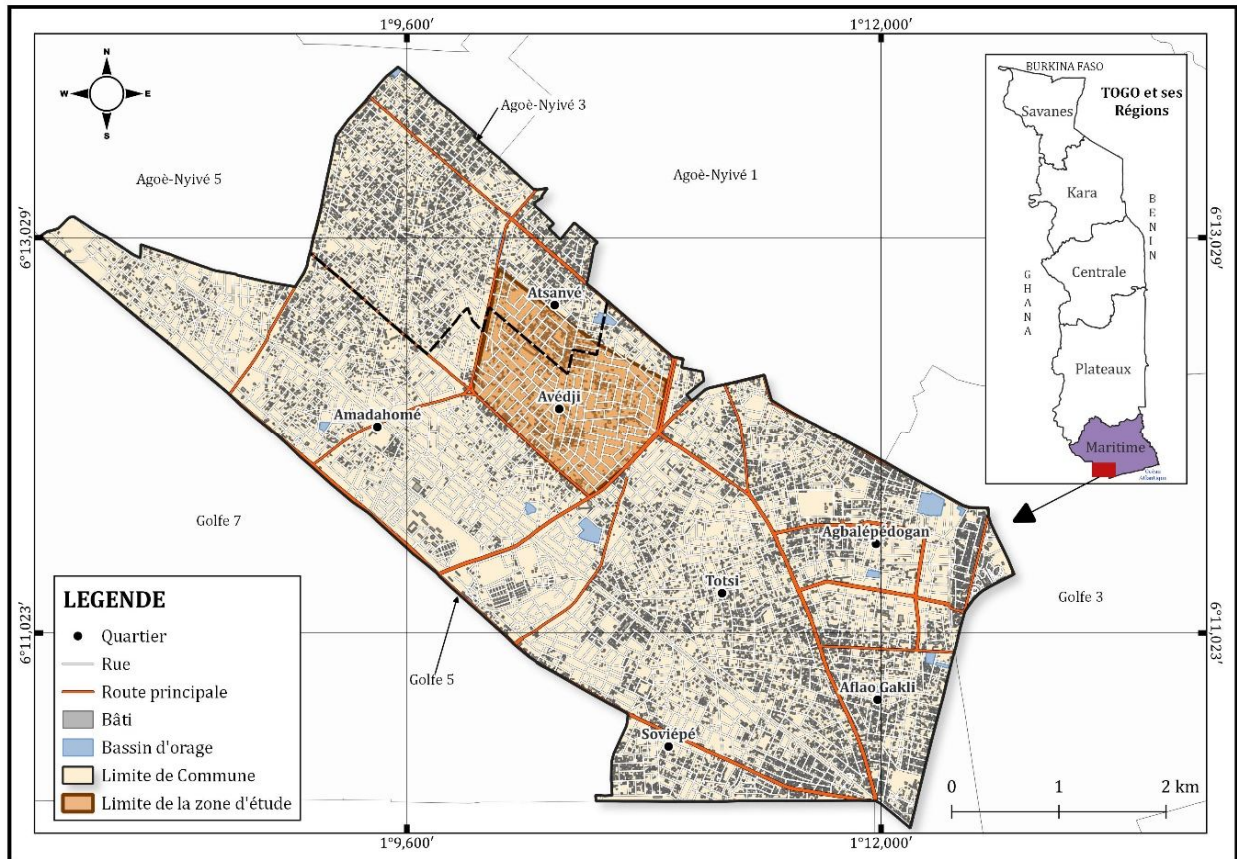 1°9,600′
1°12,000′
N
W
E
S
BURKINA FASO
TOGO et ses
Régions
Savanes
Kara
Centrale
Plateaux
Maritime
GHANA
BENIN
Agoè-Nyivé 3
Agoè-Nyivé 5
Agoè-Nyivé 1
6°13,029′
6°13,029′
Atsanvé
Avédji
Amadahomé
Golfe 7
Agbalépédogan
Totsi
Golfe 3
6°11,023′
6°11,023′
Golfe 5
Aflao Gakli
Soviépé
LEGENDE
Quartier
Rue
Route principale
Bâti
Bassin d'orage
Limite de Commune
Limite de la zone d'étude
0 1 2 km
1°9,600′
1°12,000′